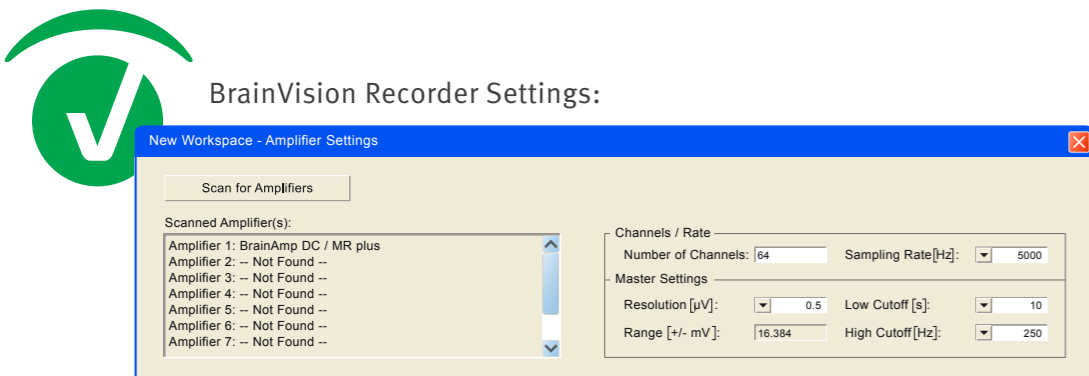 BrainVision Recorder Settings:
New Workspace - Amplifier Settings
Scan for Amplifiers
Scanned Amplifier(s):
Amplifier 1: BrainAmp DC / MR plus
Amplifier 2: -- Not Found --
Amplifier 3: -- Not Found --
Amplifier 4: -- Not Found --
Amplifier 5: -- Not Found --
Amplifier 6: -- Not Found --
Amplifier 7: -- Not Found --
Channels / Rate
Number of Channels: 64 Sampling Rate[Hz]: 5000
Master Settings
Resolution [µV]: 0.5 Low Cutoff [s]: 10
Range [+/- mV]: 16.384 High Cutoff[Hz]: 250